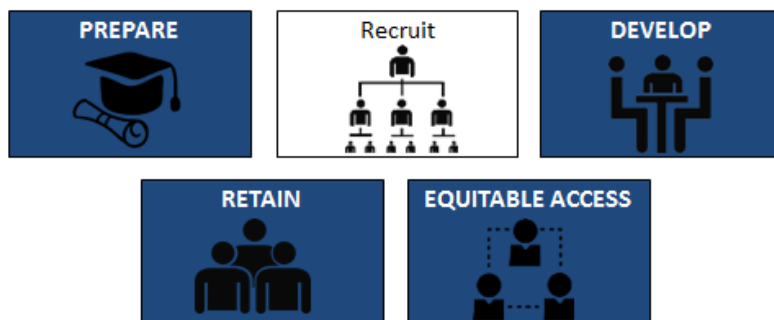 PREPARE
Recruit
DEVELOP
RETAIN
EQUITABLE ACCESS